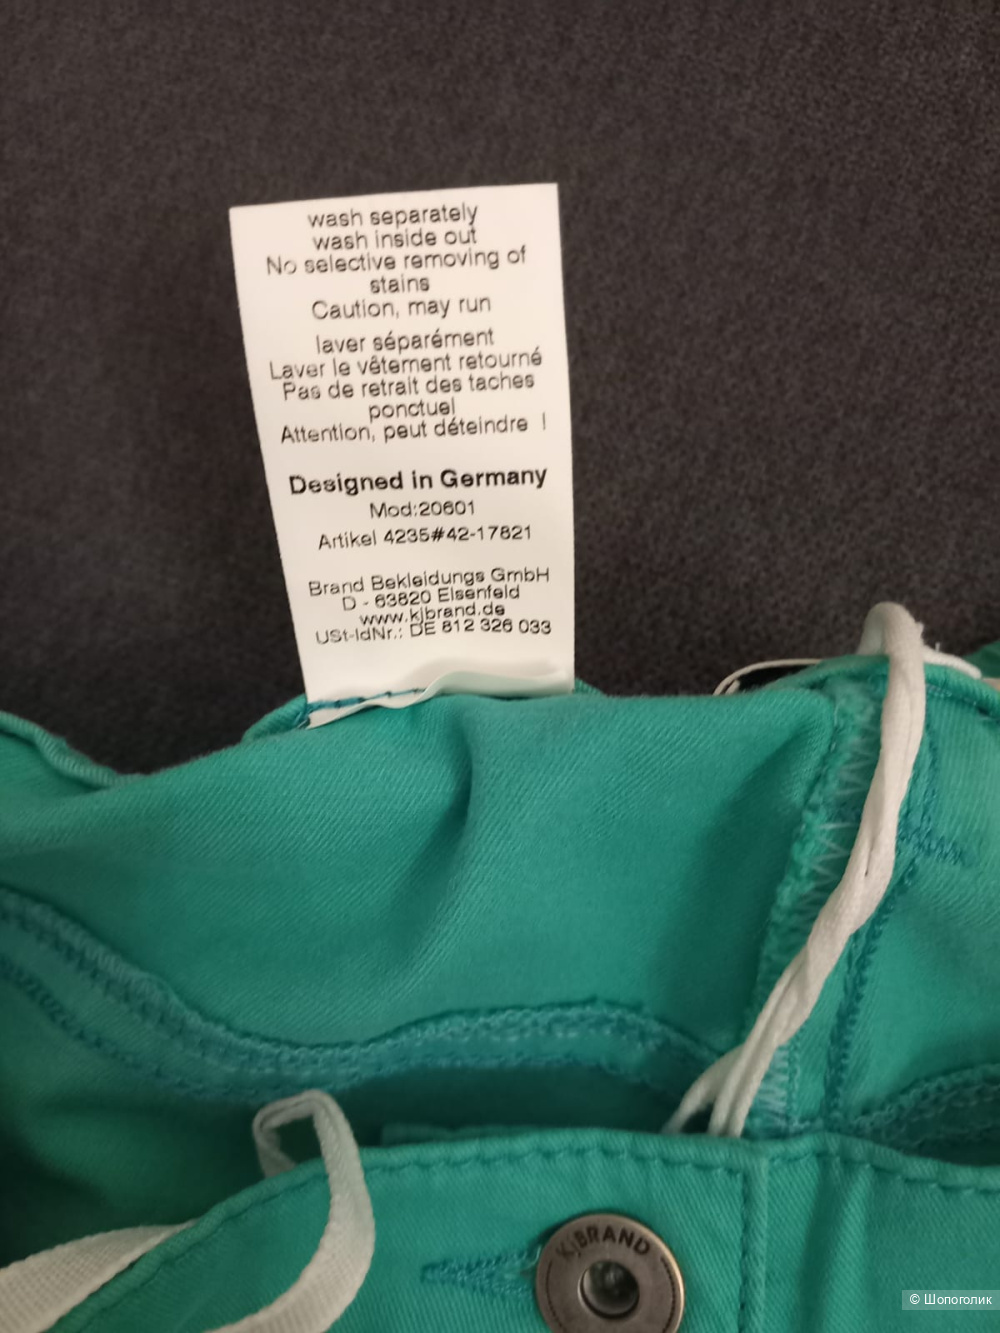 wash separately
wash inside out
No selective removing of
stains
Caution, may run
laver séparément
Laver le vêtement retourné
Pas de retrait des taches
ponctuel
Attention, peut déteindre !
Designed in Germany
Mod:20601
Artikel 4235#42-17821
Brand Bekleidungs GmbH
D - 63820 Elsenfeld
www.kjbrand.de
USt-IdNr.: DE 812 326 033
KjBRAND
© Шопоголик